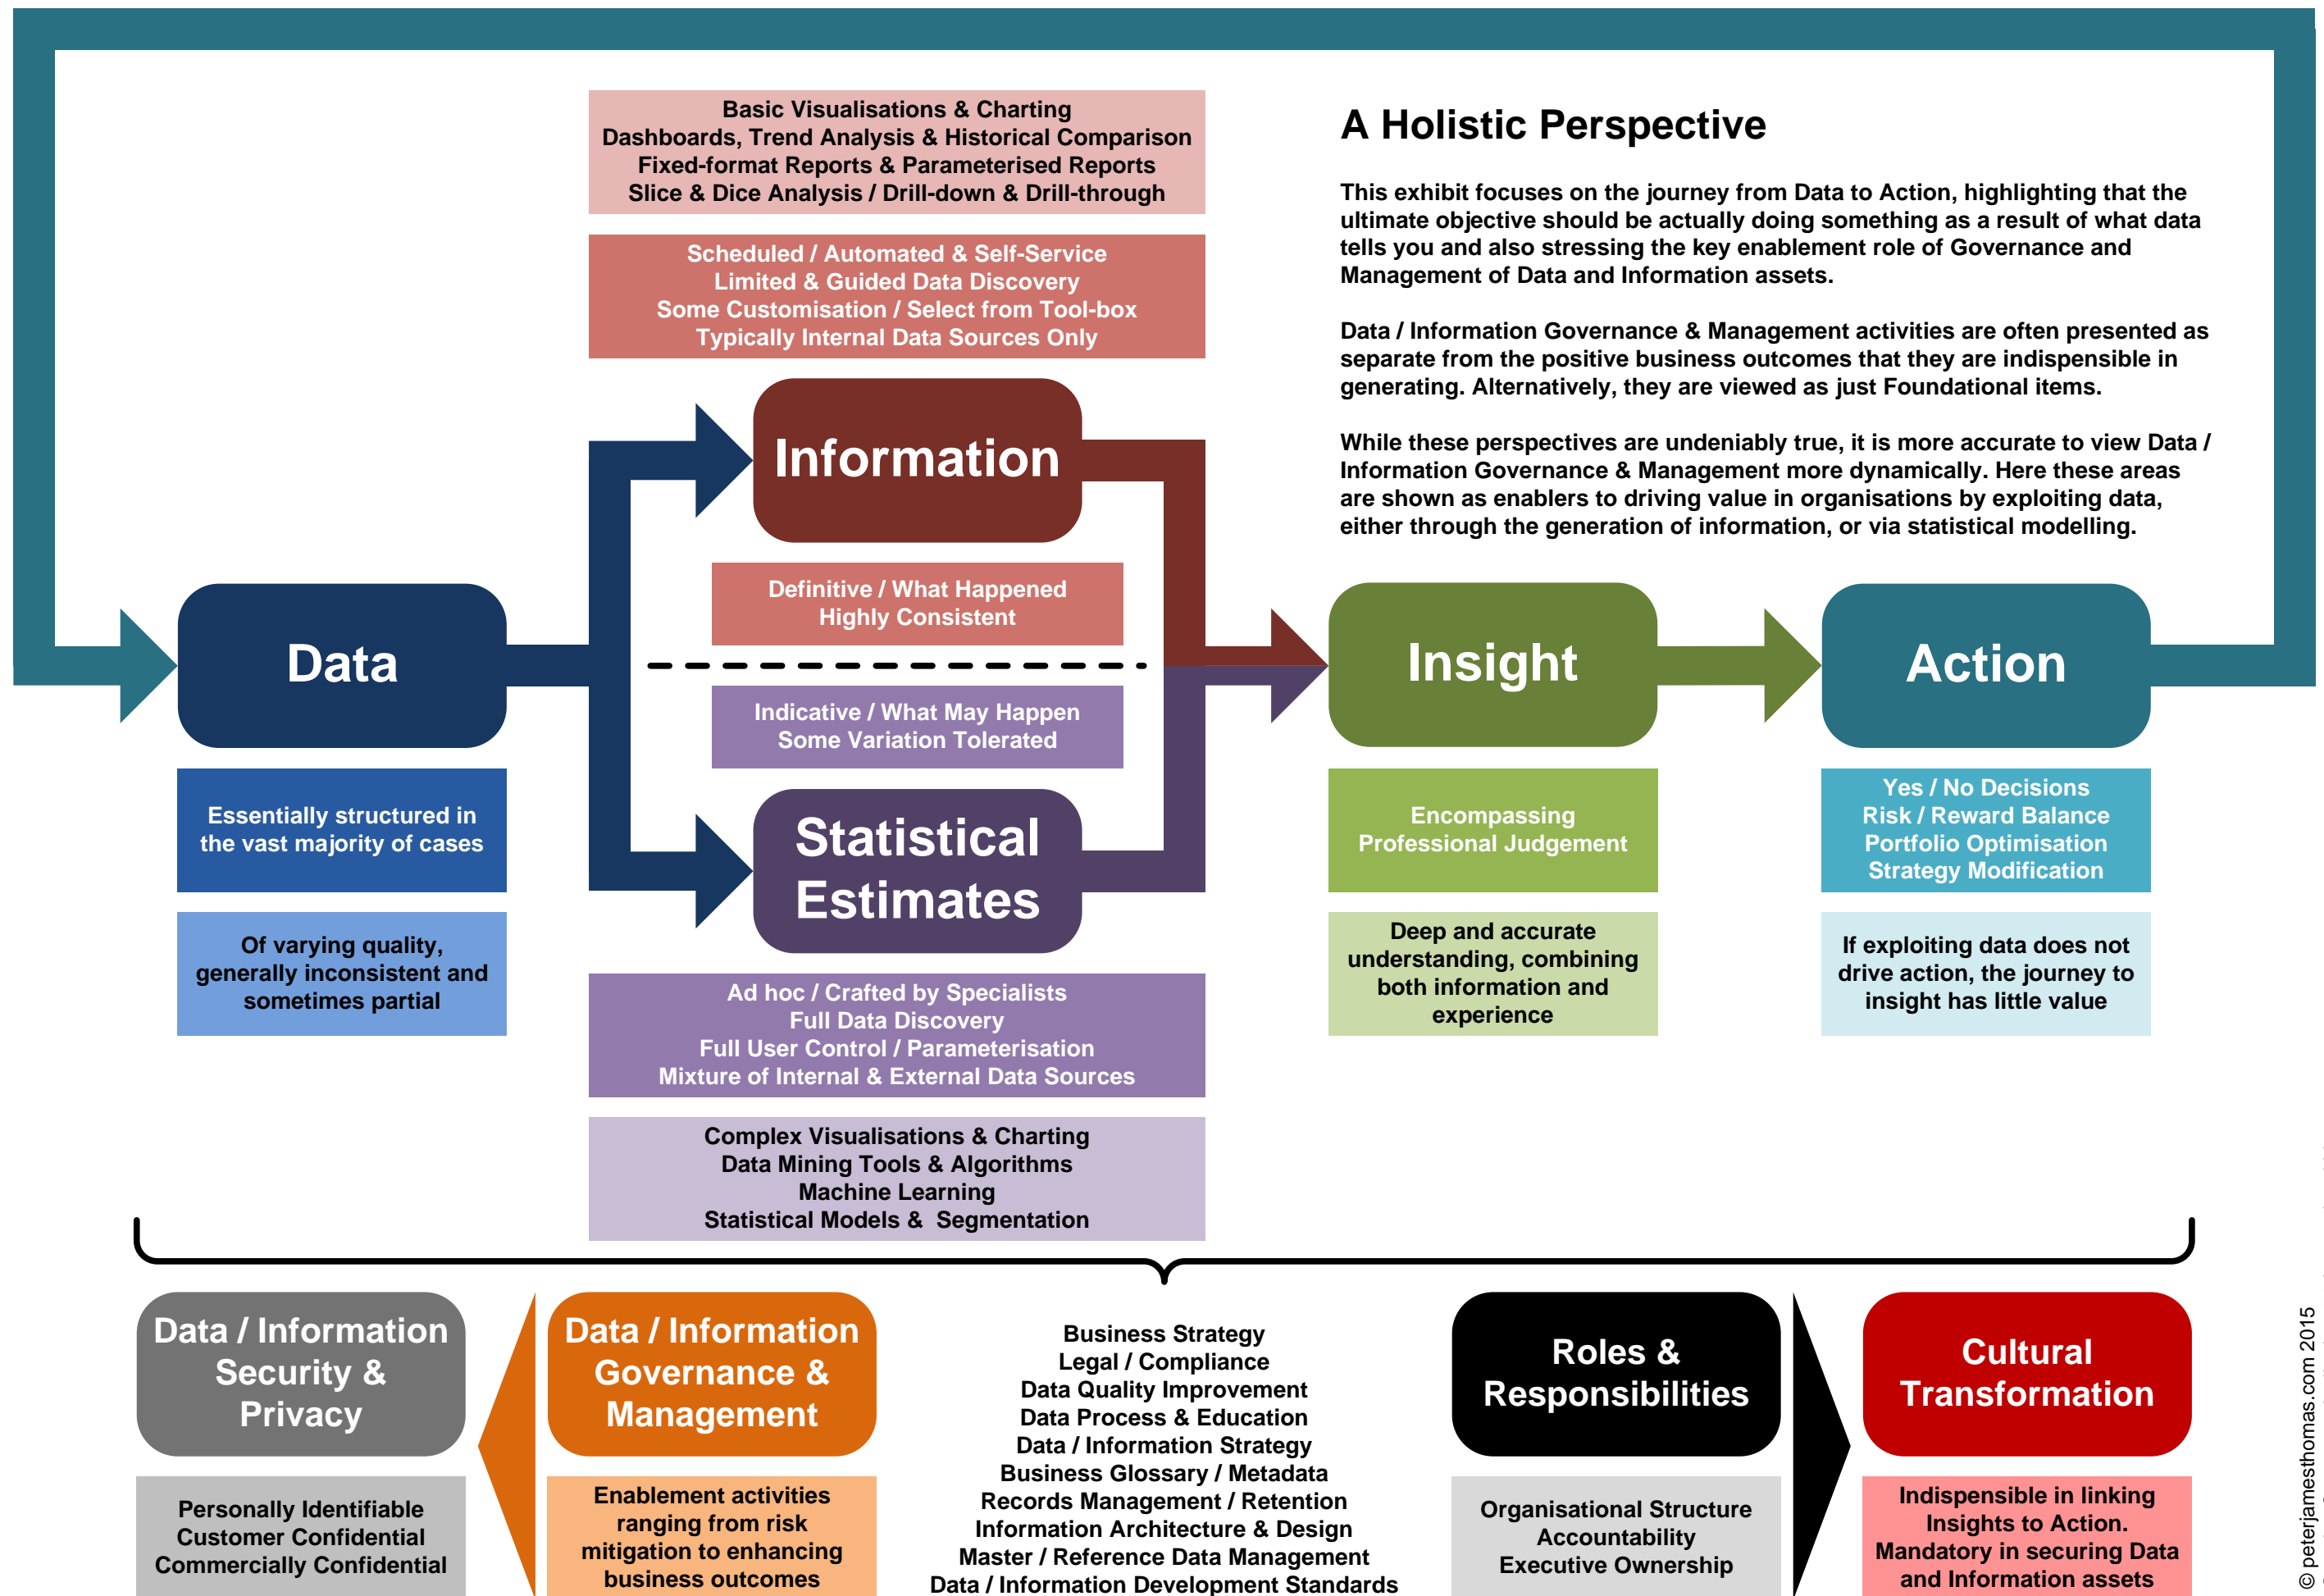 Basic Visualisations & Charting
Dashboards, Trend Analysis & Historical Comparison
Fixed-format Reports & Parameterised Reports
Slice & Dice Analysis / Drill-down & Drill-through
Scheduled / Automated & Self-Service
Limited & Guided Data Discovery
Some Customisation / Select from Tool-box
Typically Internal Data Sources Only
A Holistic Perspective
This exhibit focuses on the journey from Data to Action, highlighting that the
ultimate objective should be actually doing something as a result of what data
tells you and also stressing the key enablement role of Governance and
Management of Data and Information assets.
Data / Information Governance & Management activities are often presented as
separate from the positive business outcomes that they are indispensible in
generating. Alternatively, they are viewed as just Foundational items.
While these perspectives are undeniably true, it is more accurate to view Data /
Information Governance & Management more dynamically. Here these areas
are shown as enablers to driving value in organisations by exploiting data,
either through the generation of information, or via statistical modelling.
Information
Definitive / What Happened
Highly Consistent
Data
Essentially structured in
the vast majority of cases
Of varying quality,
generally inconsistent and
sometimes partial
Indicative / What May Happen
Some Variation Tolerated
Statistical
Estimates
Ad hoc / Crafted by Specialists
Full Data Discovery
Full User Control / Parameterisation
Mixture of Internal & External Data Sources
Complex Visualisations & Charting
Data Mining Tools & Algorithms
Machine Learning
Statistical Models & Segmentation
Insight
Encompassing
Professional Judgement
Deep and accurate
understanding, combining
both information and
experience
Action
Yes / No Decisions
Risk / Reward Balance
Portfolio Optimisation
Strategy Modification
If exploiting data does not
drive action, the journey to
insight has little value
Data / Information
Security &
Privacy
Personally Identifiable
Customer Confidential
Commercially Confidential
Data / Information
Governance &
Management
Enablement activities
ranging from risk
mitigation to enhancing
business outcomes
Business Strategy
Legal / Compliance
Data Quality Improvement
Data Process & Education
Data / Information Strategy
Business Glossary / Metadata
Records Management / Retention
Information Architecture & Design
Master / Reference Data Management
Data / Information Development Standards
Roles &
Responsibilities
Organisational Structure
Accountability
Executive Ownership
Cultural
Transformation
Indispensible in linking
Insights to Action.
Mandatory in securing Data
and Information assets
© peterjamesthomas.com 2015